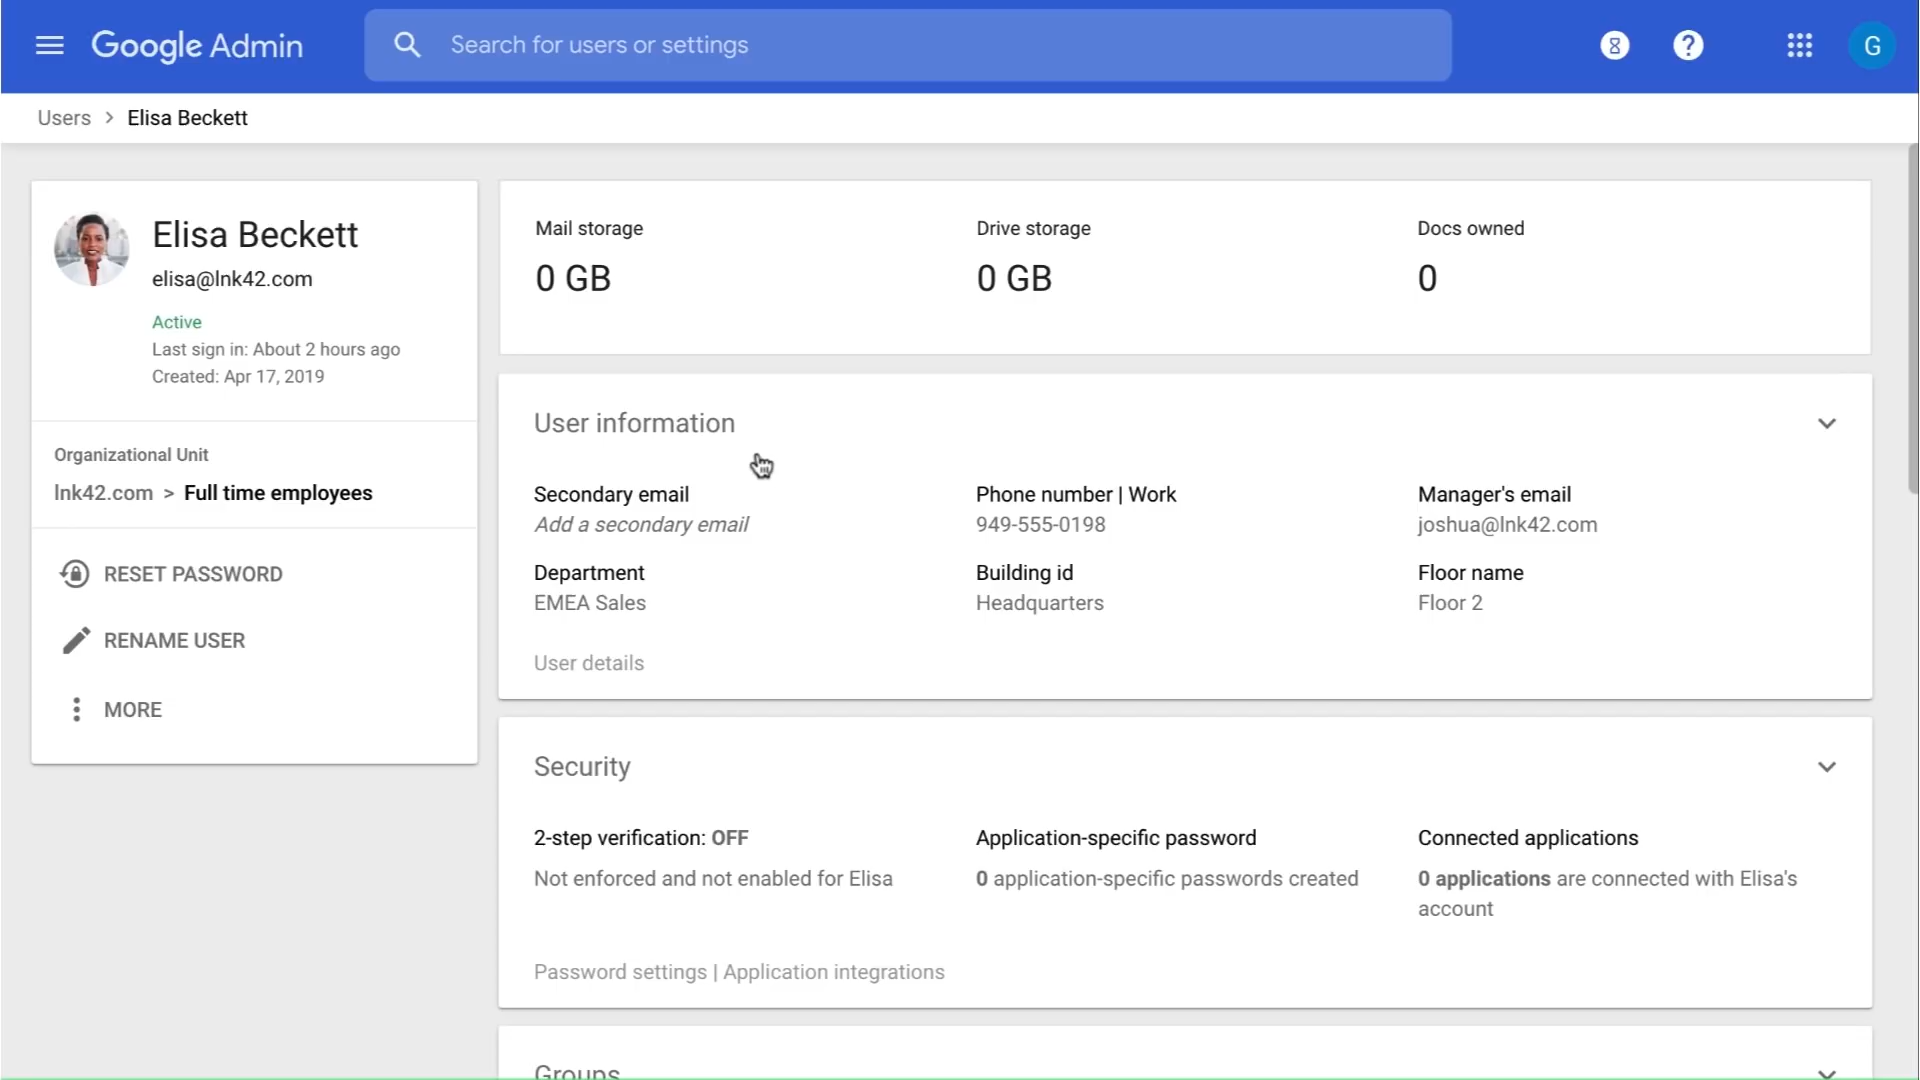 Google Admin
Search for users or settings
G
Users > Elisa Beckett
Elisa Beckett
elisa@lnk42.com
Active
Last sign in: About 2 hours ago
Created: Apr 17, 2019
Organizational Unit
lnk42.com > Full time employees
RESET PASSWORD
RENAME USER
MORE
Mail storage
0 GB
Drive storage
0 GB
Docs owned
0
User information
Secondary email
Add a secondary email
Phone number | Work
949-555-0198
Manager's email
joshua@lnk42.com
Department
EMEA Sales
Building id
Headquarters
Floor name
Floor 2
User details
Security
2-step verification: OFF
Not enforced and not enabled for Elisa
Application-specific password
0 application-specific passwords created
Connected applications
0 applications are connected with Elisa's
account
Password settings | Application integrations
Groups